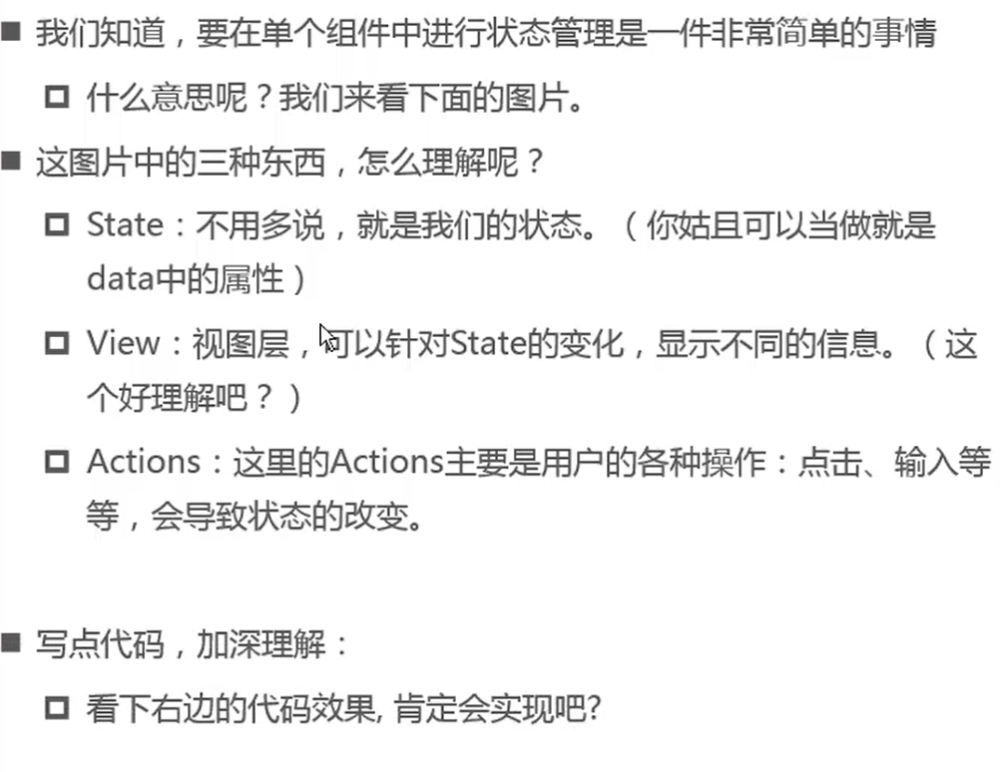 我们知道，要在单个组件中进行状态管理是一件非常简单的事情
什么意思呢？我们来看下面的图片。
这图片中的三种东西，怎么理解呢？
State：不用多说，就是我们的状态。（你姑且可以当做就是
data中的属性）
View：视图层，可以针对State的变化，显示不同的信息。（这
个好理解吧？）
Actions：这里的Actions主要是用户的各种操作：点击、输入等
等，会导致状态的改变。
写点代码，加深理解：
看下右边的代码效果, 肯定会实现吧?